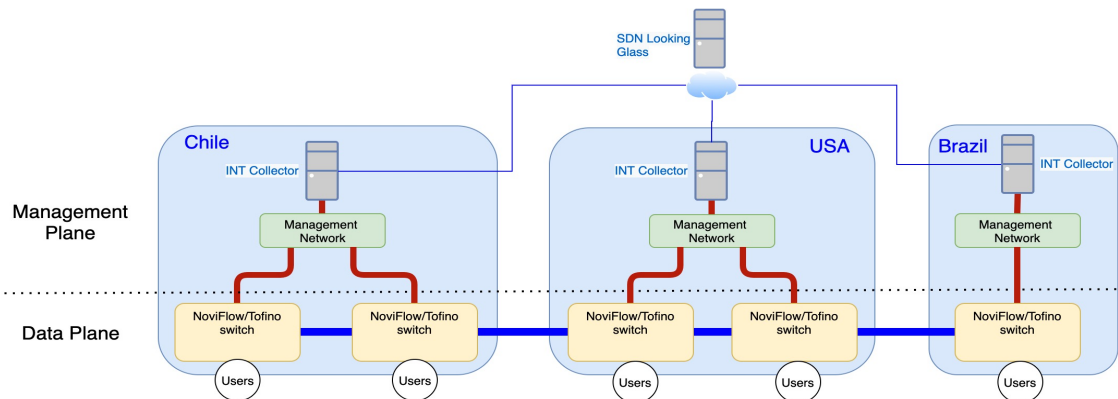 SDN Looking
Glass
Chile
USA
Brazil
INT Collector
INT Collector
INT Collector
Management
Plane
Management
Network
Management
Network
Management
Network
Data Plane
NoviFlow/Tofino
switch
NoviFlow/Tofino
switch
NoviFlow/Tofino
switch
NoviFlow/Tofino
switch
NoviFlow/Tofino
switch
Users
Users
Users
Users
Users